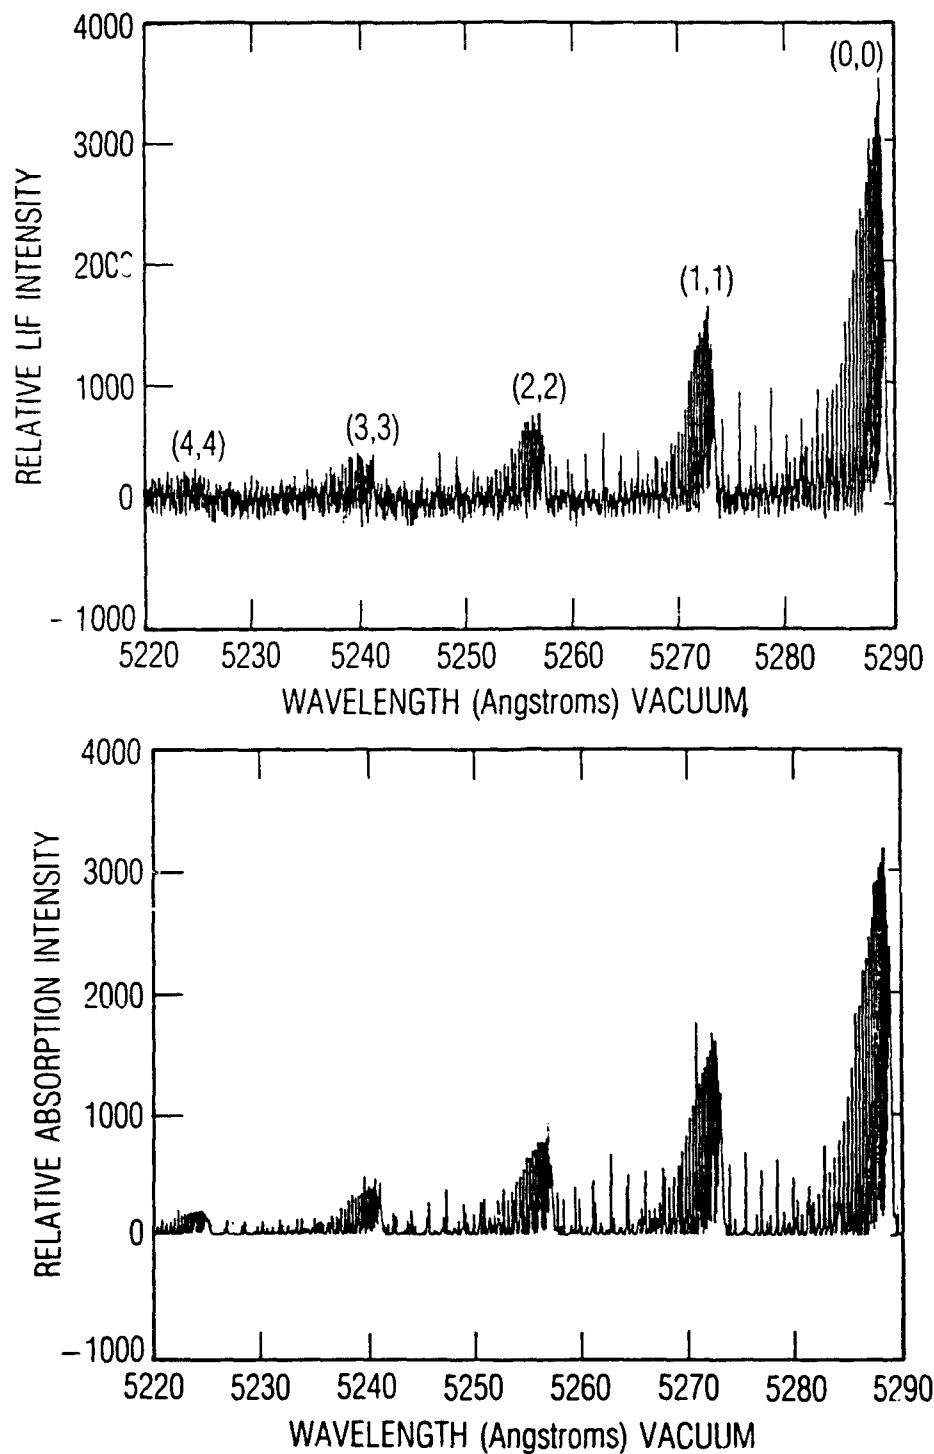 4000
(0,0)
3000
RELATIVE LIF INTENSITY
2000
(1,1)
1000
(2,2)
(3,3)
(4,4)
0
- 1000
5220 5230 5240 5250 5260 5270 5280 5290
WAVELENGTH (Angstroms) VACUUM
4000
3000
RELATIVE ABSORPTION INTENSITY
2000
1000
0
-1000
5220 5230 5240 5250 5260 5270 5280 5290
WAVELENGTH (Angstroms) VACUUM